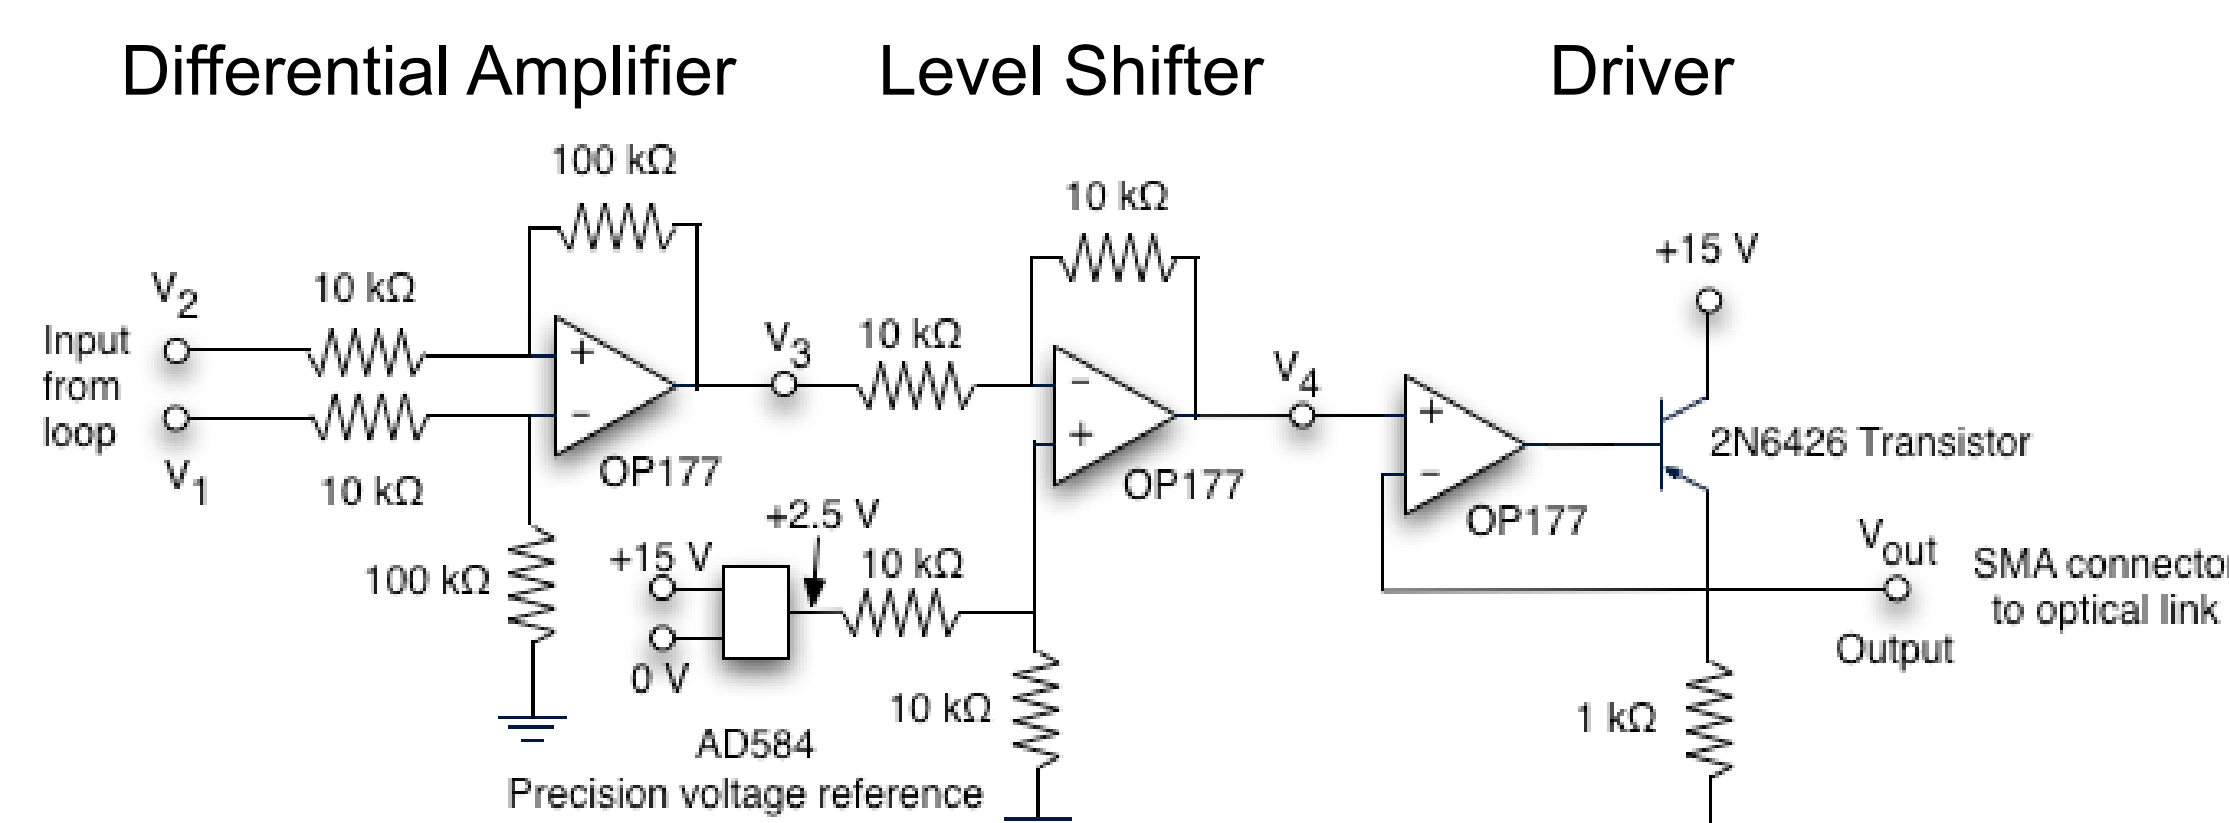 Differential Amplifier
Level Shifter
Driver
100 kΩ
10 kΩ
+15 V
V2
10 kΩ
Input
from
loop
+
−
V1
10 kΩ
OP177
100 kΩ
V3
10 kΩ
−
+
OP177
+2.5 V
+15 V
0 V
10 kΩ
10 kΩ
AD584
Precision voltage reference
V4
+
−
OP177
2N6426 Transistor
Vout
SMA connector
to optical link
Output
1 kΩ